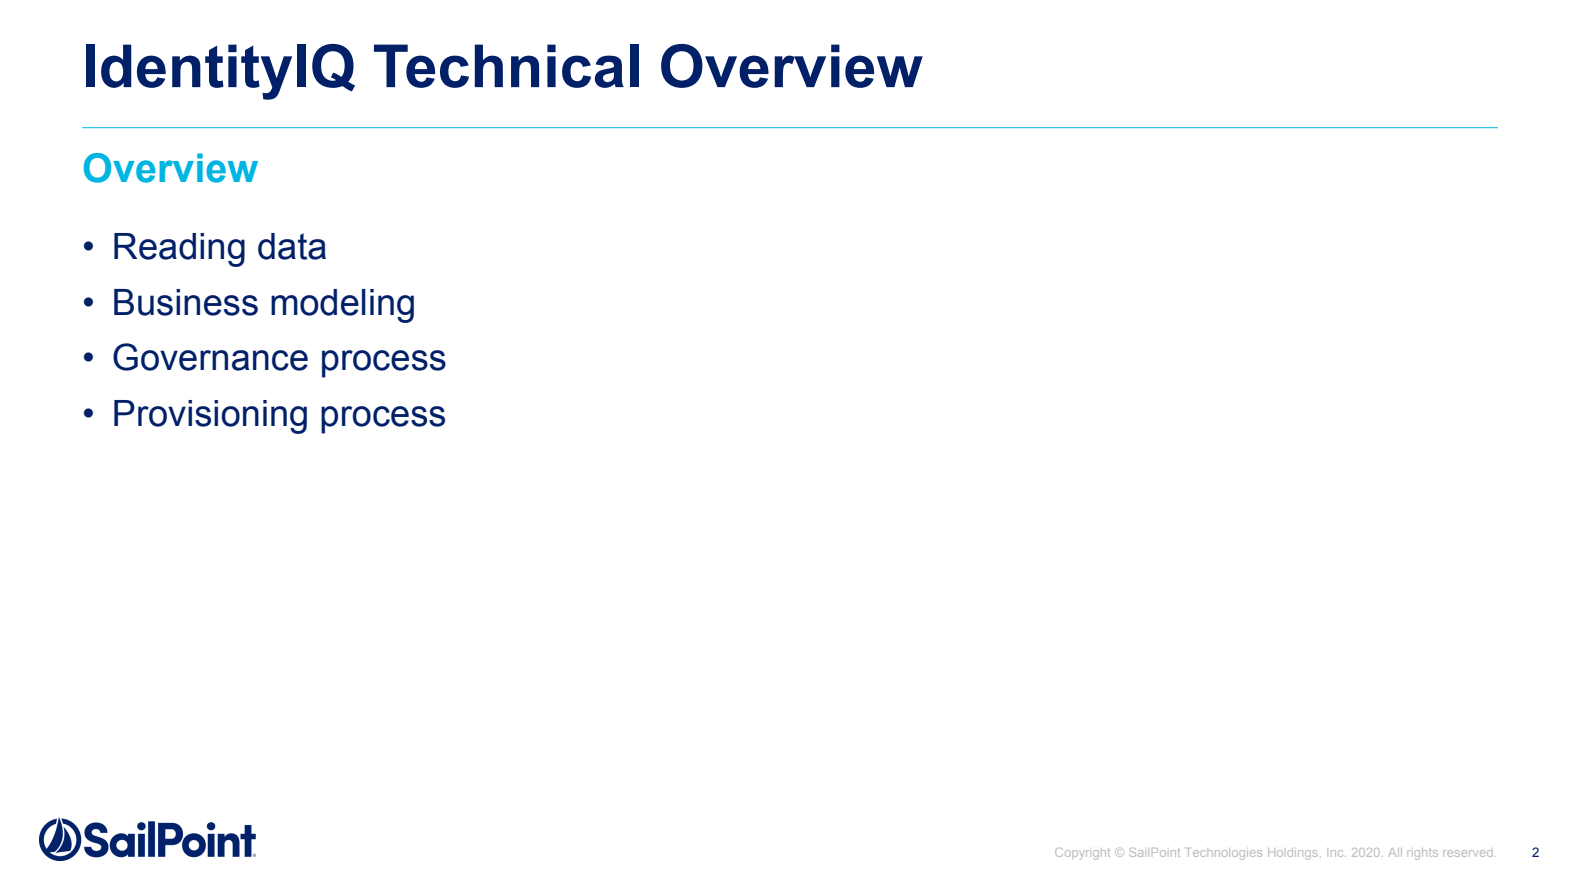 IdentityIQ Technical Overview
Overview
• Reading data
• Business modeling
• Governance process
• Provisioning process
SailPoint
Copyright © SailPoint Technologies Holdings, Inc. 2020. All rights reserved. 2